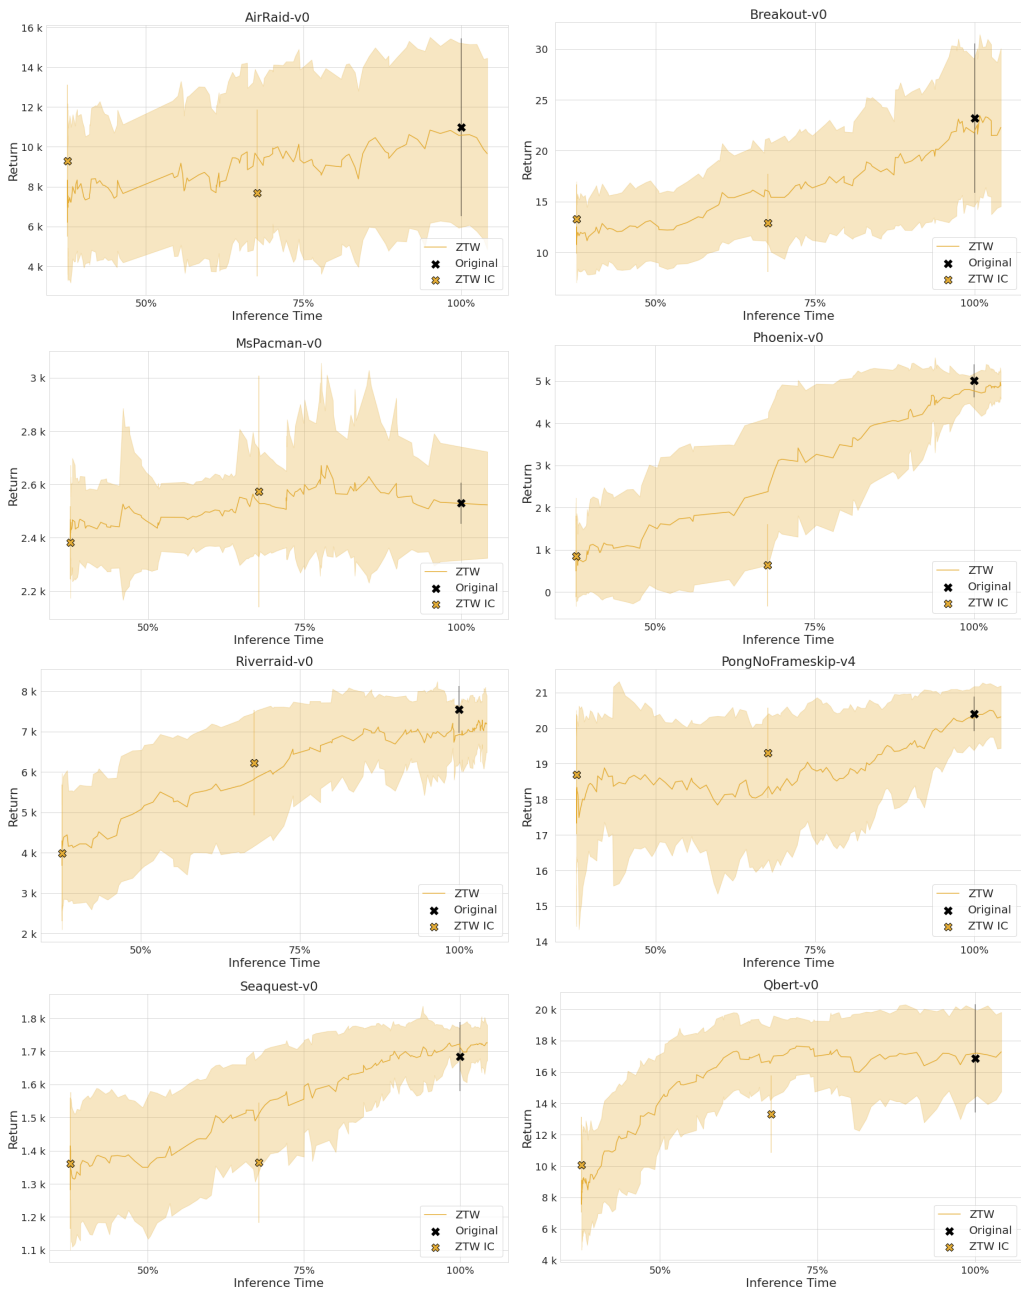 AirRaid-v0
16 k
14 k
12 k
10 k
8 k
6 k
4 k
Return
50%
75%
100%
Inference Time
ZTW
Original
ZTW IC
Breakout-v0
30
25
20
15
10
Return
50%
75%
100%
Inference Time
ZTW
Original
ZTW IC
MsPacman-v0
3 k
2.8 k
2.6 k
2.4 k
2.2 k
Return
50%
75%
100%
Inference Time
ZTW
Original
ZTW IC
Phoenix-v0
5 k
4 k
3 k
2 k
1 k
0
Return
50%
75%
100%
Inference Time
ZTW
Original
ZTW IC
Riverraid-v0
8 k
7 k
6 k
5 k
4 k
3 k
2 k
Return
50%
75%
100%
Inference Time
ZTW
Original
ZTW IC
PongNoFrameskip-v4
21
20
19
18
17
16
15
14
Return
50%
75%
100%
Inference Time
ZTW
Original
ZTW IC
Seaquest-v0
1.8 k
1.7 k
1.6 k
1.5 k
1.4 k
1.3 k
1.2 k
1.1 k
Return
50%
75%
100%
Inference Time
ZTW
Original
ZTW IC
Qbert-v0
20 k
18 k
16 k
14 k
12 k
10 k
8 k
6 k
4 k
Return
50%
75%
100%
Inference Time
ZTW
Original
ZTW IC